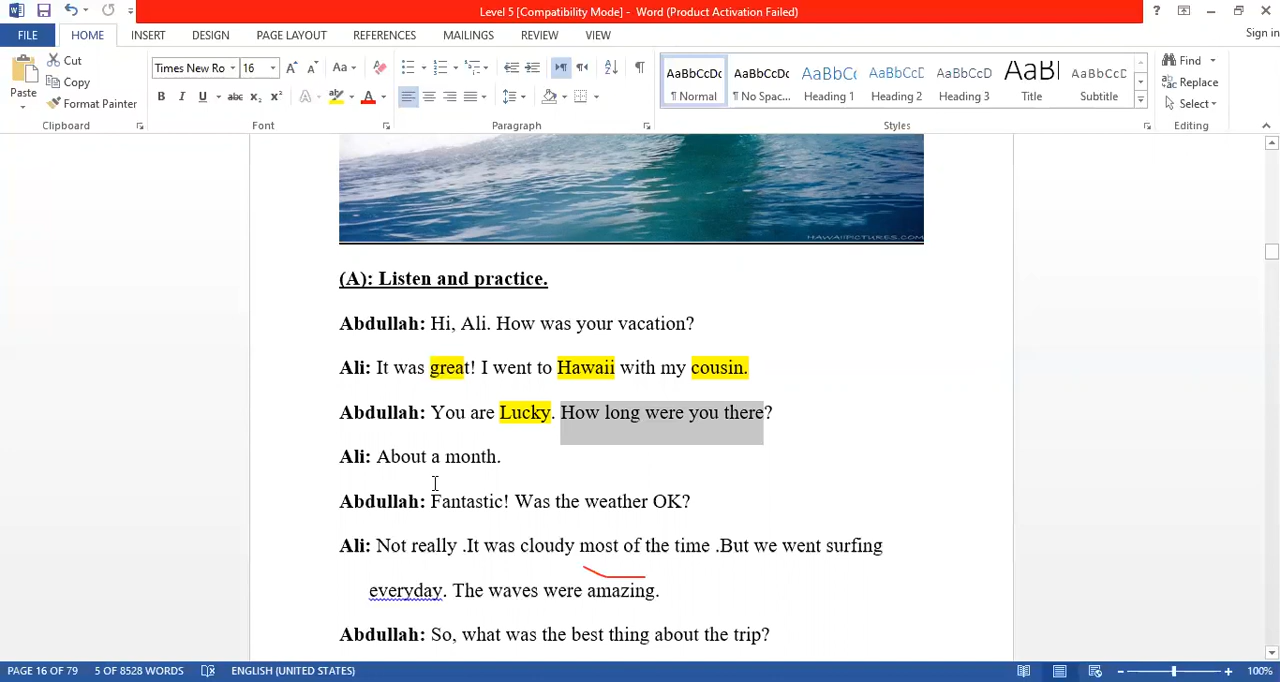 Level 5 [Compatibility Mode] - Word (Product Activation Failed)
FILE HOME INSERT DESIGN PAGE LAYOUT REFERENCES MAILINGS REVIEW VIEW Sign in
Paste Cut Copy Format Painter
Times New Ro 16
AaBbCcDc AaBbCcDc AaBbCc AaBbCcD AaBbCcD AaBl AaBbCcD
¶ Normal ¶ No Spac... Heading 1 Heading 2 Heading 3 Title Subtitle
Find Replace Select
Clipboard Font Paragraph Styles Editing
HAWAIIPICTURES.COM
(A): Listen and practice.
Abdullah: Hi, Ali. How was your vacation?
Ali: It was great! I went to Hawaii with my cousin.
Abdullah: You are Lucky. How long were you there?
Ali: About a month.
Abdullah: Fantastic! Was the weather OK?
Ali: Not really .It was cloudy most of the time .But we went surfing
everyday. The waves were amazing.
Abdullah: So, what was the best thing about the trip?
PAGE 16 OF 79 5 OF 8528 WORDS ENGLISH (UNITED STATES) 100%